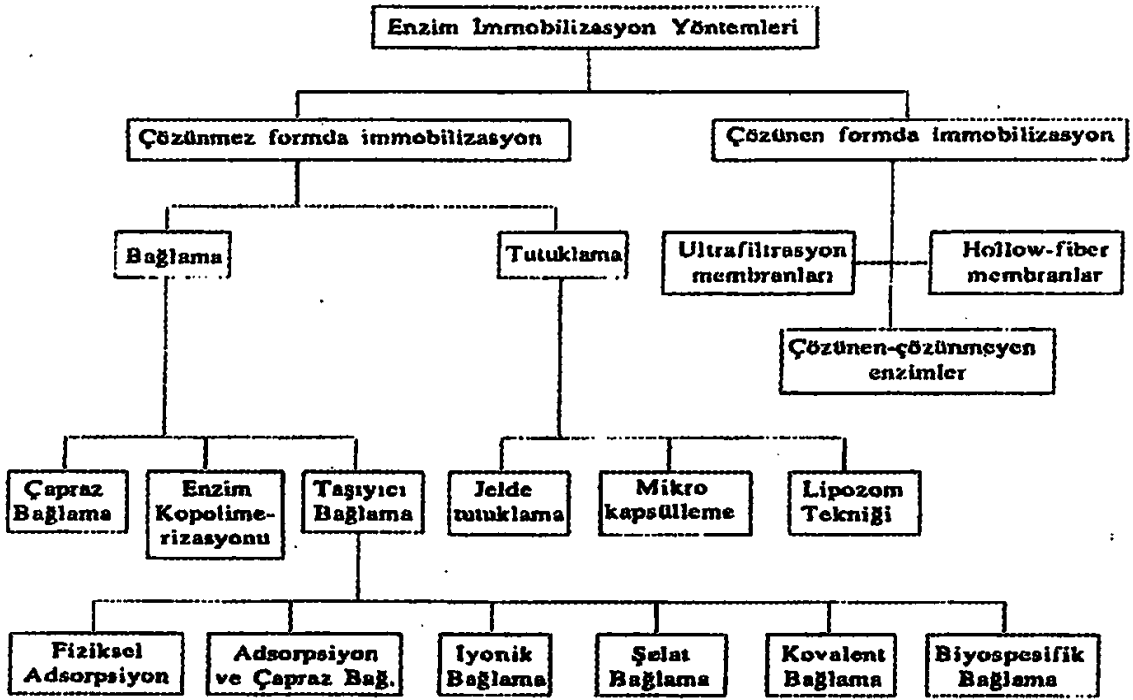 Enzim İmmobilizasyon Yöntemleri
Çözünmez formda immobilizasyon
Çözünen formda immobilizasyon
Bağlama
Tutuklama
Ultrafiltrasyon
membranları
Hollow-fiber
membranlar
Çözünen-çözünmeyen
enzimler
Çapraz
Bağlama
Enzim
Kopolime-
rizasyonu
Taşıyıcı
Bağlama
Jelde
tutuklama
Mikro
kapsülleme
Lipozom
Tekniği
Fiziksel
Adsorpsiyon
Adsorpsiyon
ve Çapraz Bağ.
İyonik
Bağlama
Şelat
Bağlama
Kovalent
Bağlama
Biyospesifik
Bağlama